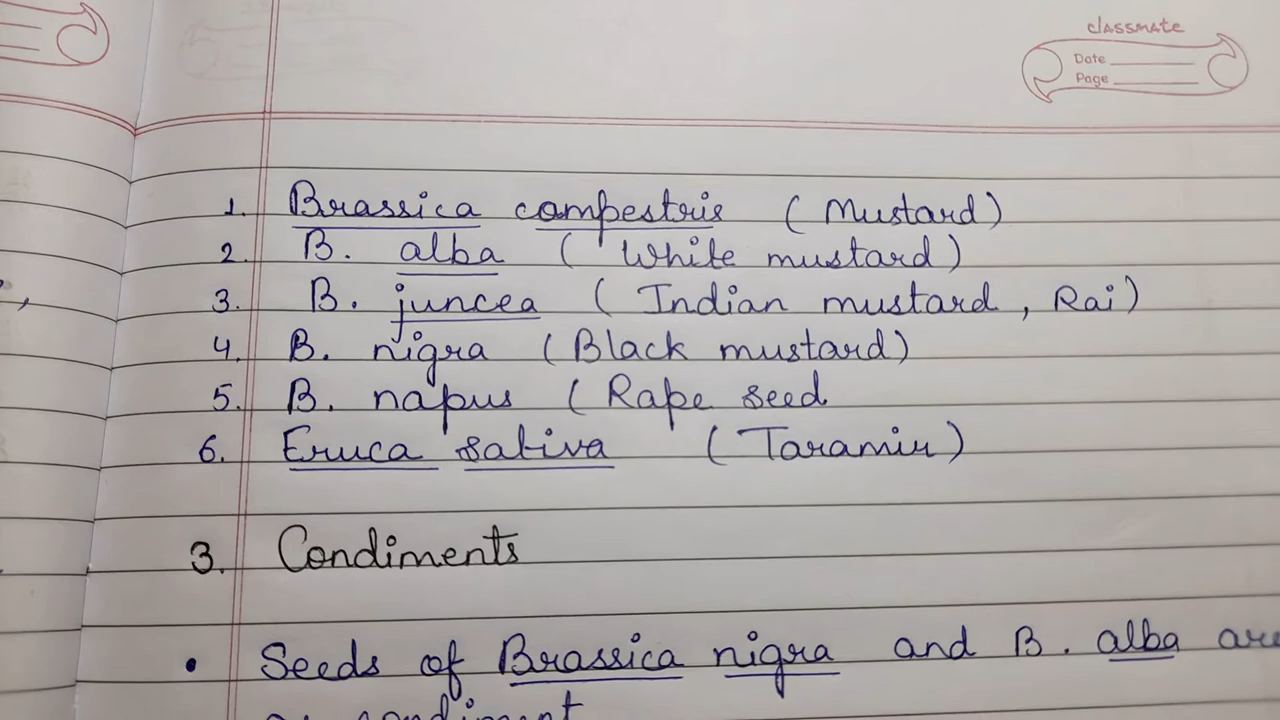 classmate
Date
Page
1. Brassica campestris (Mustard)
2. B. alba (White mustard)
3. B. juncea (Indian mustard, Rai)
4. B. nigra (Black mustard)
5. B. napus (Rape seed
6. Eruca sativa (Taramir)
3. Condiments
• Seeds of Brassica nigra and B. alba are
condiment